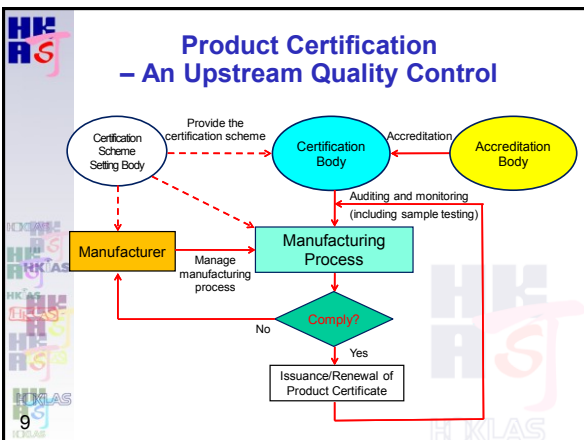 HK
AS
Product Certification
– An Upstream Quality Control
Provide the
certification scheme
Certification
Scheme
Setting Body
Certification
Body
Accreditation
Accreditation
Body
Auditing and monitoring
(including sample testing)
Manufacturer
Manage
manufacturing
process
Manufacturing
Process
Comply?
No
Yes
Issuance/Renewal of
Product Certificate
9